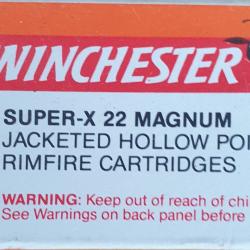 WINCHESTER
SUPER-X 22 MAGNUM
JACKETED HOLLOW PO
RIMFIRE CARTRIDGES
WARNING: Keep out of reach of chi
See Warnings on back panel before